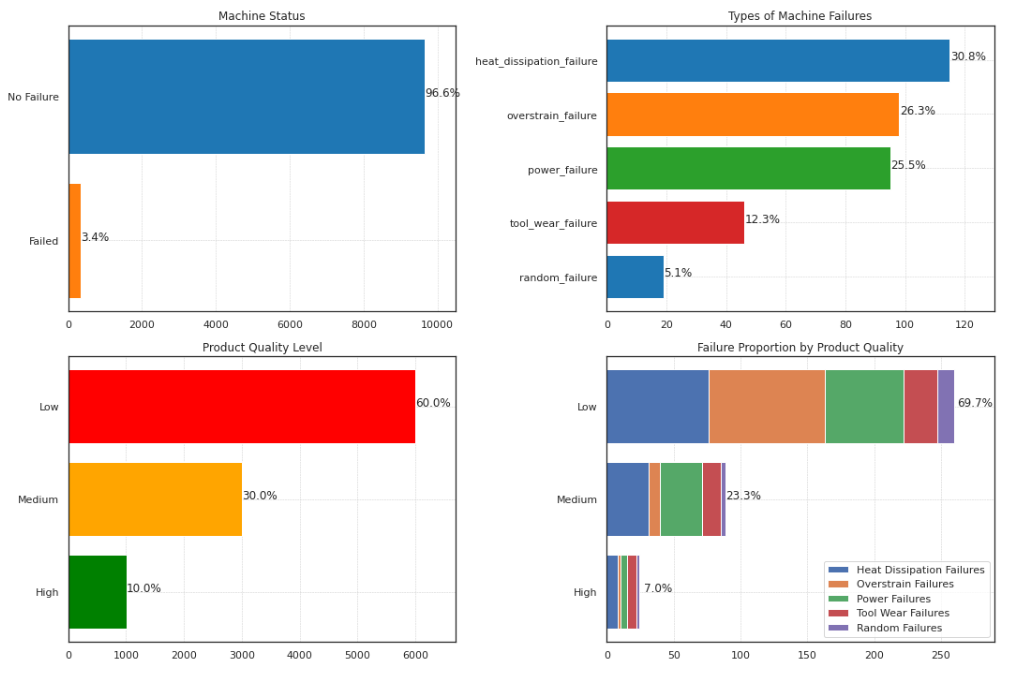 Machine Status
No Failure
96.6%
Failed
3.4%
0 2000 4000 6000 8000 10000
Types of Machine Failures
heat_dissipation_failure
30.8%
overstrain_failure
26.3%
power_failure
25.5%
tool_wear_failure
12.3%
random_failure
5.1%
0 20 40 60 80 100 120
Product Quality Level
Low
60.0%
Medium
30.0%
High
10.0%
0 1000 2000 3000 4000 5000 6000
Failure Proportion by Product Quality
Low
69.7%
Medium
23.3%
High
7.0%
Heat Dissipation Failures
Overstrain Failures
Power Failures
Tool Wear Failures
Random Failures
0 50 100 150 200 250